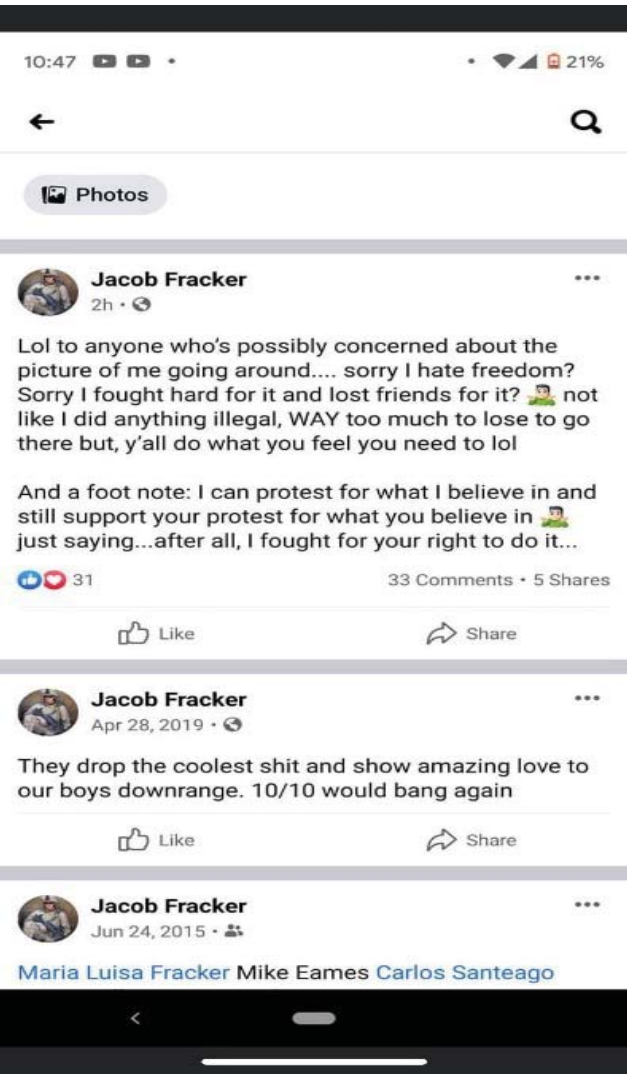 10:47
21%
Photos
Jacob Fracker
2h
Lol to anyone who's possibly concerned about the
picture of me going around.... sorry I hate freedom?
Sorry I fought hard for it and lost friends for it? 🤷🏻‍♂️ not
like I did anything illegal, WAY too much to lose to go
there but, y'all do what you feel you need to lol
And a foot note: I can protest for what I believe in and
still support your protest for what you believe in 🤷🏻‍♂️
just saying...after all, I fought for your right to do it...
31
33 Comments • 5 Shares
Like
Share
Jacob Fracker
Apr 28, 2019 •
They drop the coolest shit and show amazing love to
our boys downrange. 10/10 would bang again
Like
Share
Jacob Fracker
Jun 24, 2015 •
Maria Luisa Fracker Mike Eames Carlos Santeago